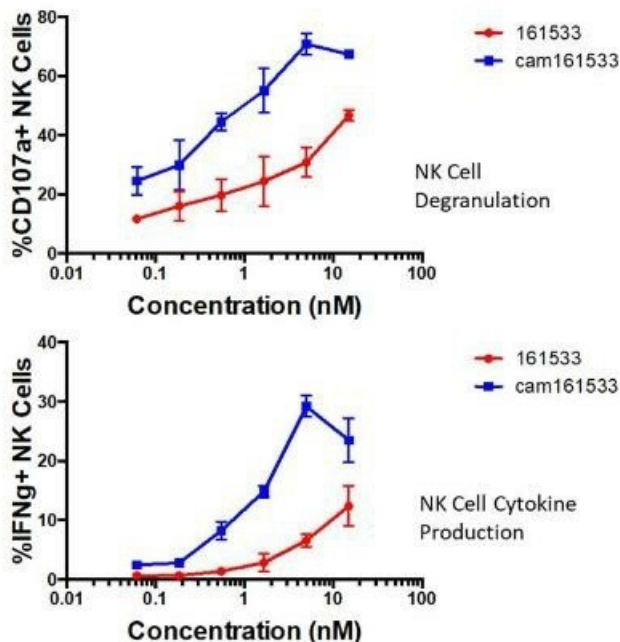 %CD107a+ NK Cells
80
60
40
20
0
0.01
0.1
1
10
100
Concentration (nM)
161533
cam161533
NK Cell
Degranulation
%IFNg+ NK Cells
40
30
20
10
0
0.01
0.1
1
10
100
Concentration (nM)
161533
cam161533
NK Cell Cytokine
Production